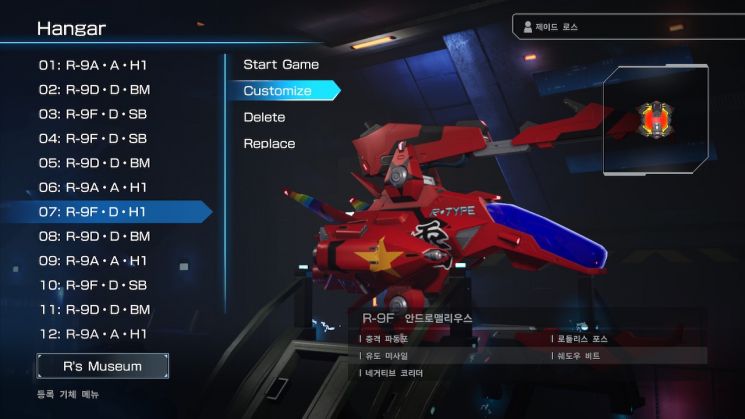 Hangar
제이드 로스
01: R-9A・A・H1
02: R-9D・D・BM
03: R-9F・D・SB
04: R-9F・D・SB
05: R-9D・D・BM
06: R-9A・A・H1
07: R-9F・D・H1
08: R-9D・D・BM
09: R-9A・A・H1
10: R-9F・D・SB
11: R-9D・D・BM
12: R-9A・A・H1
Start Game
Customize
Delete
Replace
R-TYPE
R-9F 안드로맬리우스
충격 파동포
로들리스 포스
유도 미사일
쉐도우 비트
네거티브 코리더
R's Museum
등록 기체 메뉴